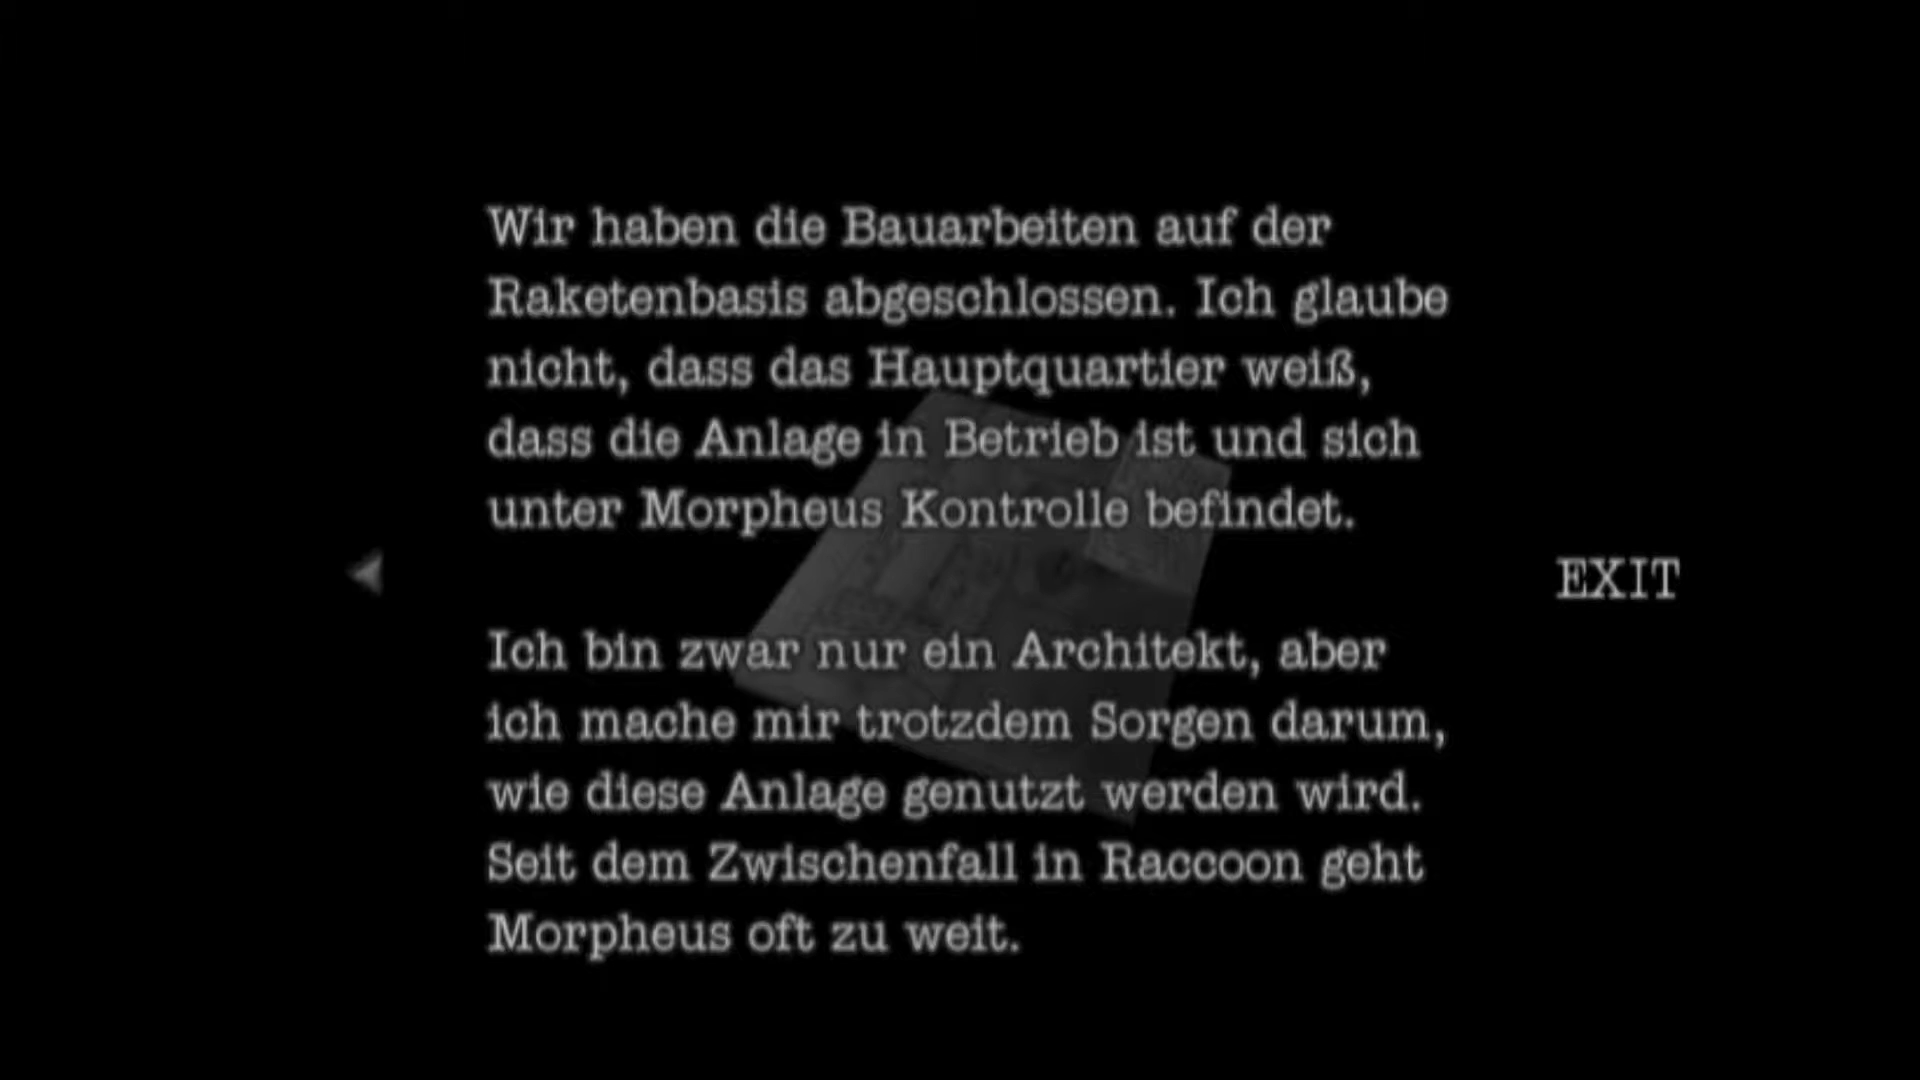 Wir haben die Bauarbeiten auf der
Raketenbasis abgeschlossen. Ich glaube
nicht, dass das Hauptquartier weiß,
dass die Anlage in Betrieb ist und sich
unter Morpheus Kontrolle befindet.
EXIT
Ich bin zwar nur ein Architekt, aber
ich mache mir trotzdem Sorgen darum,
wie diese Anlage genutzt werden wird.
Seit dem Zwischenfall in Raccoon geht
Morpheus oft zu weit.